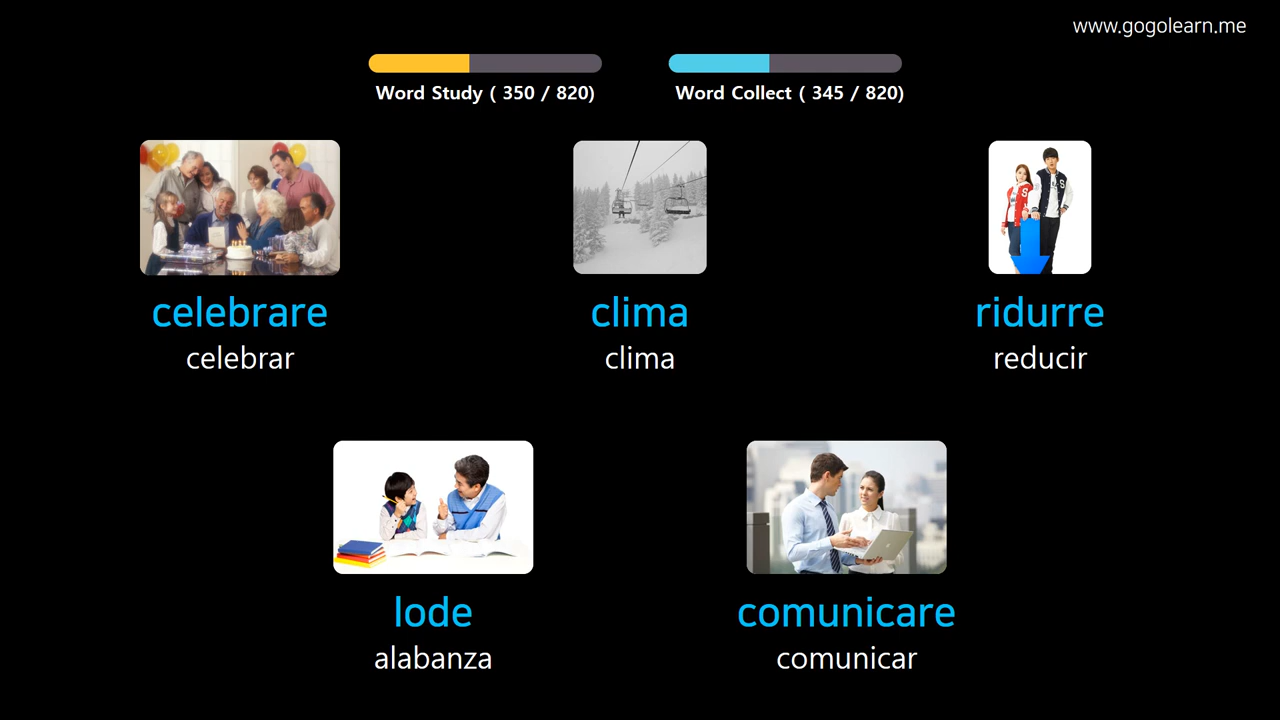 www.gogolearn.me
Word Study ( 350 / 820)
Word Collect ( 345 / 820)
celebrare
celebrar
clima
clima
ridurre
reducir
lode
alabanza
comunicare
comunicar